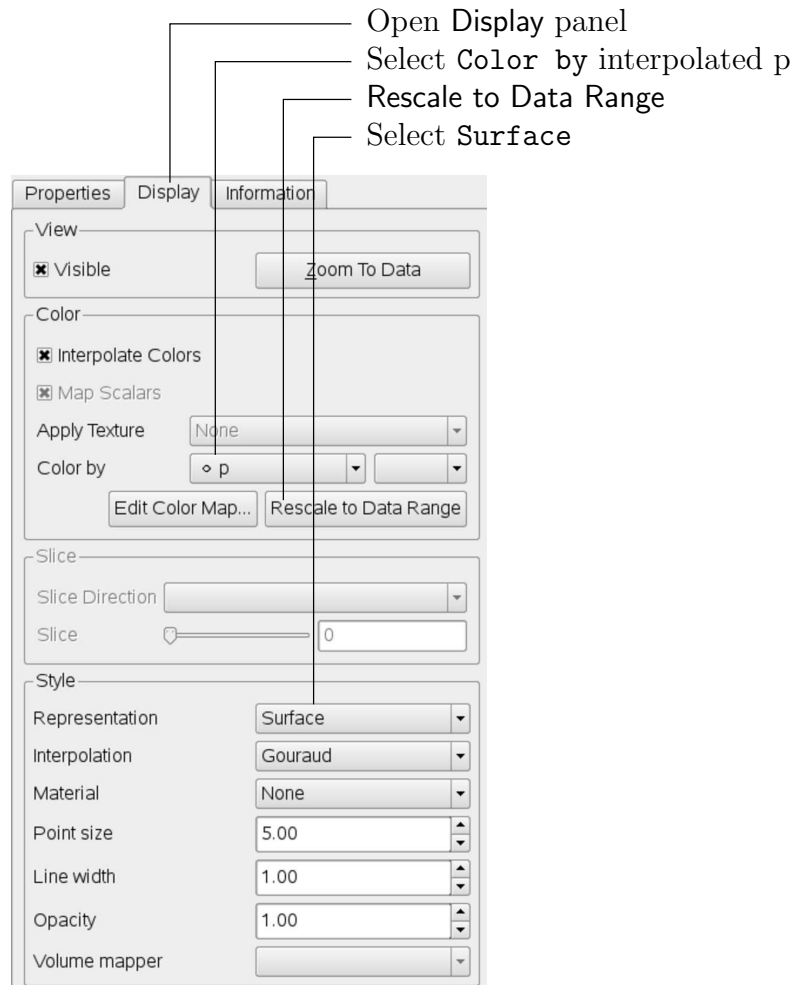 Open Display panel
Select Color by interpolated p
Rescale to Data Range
Select Surface
Properties Display Information
View
Visible Zoom To Data
Color
Interpolate Colors
Map Scalars
Apply Texture None
Color by p
Edit Color Map... Rescale to Data Range
Slice
Slice Direction
Slice 0
Style
Representation Surface
Interpolation Gouraud
Material None
Point size 5.00
Line width 1.00
Opacity 1.00
Volume mapper